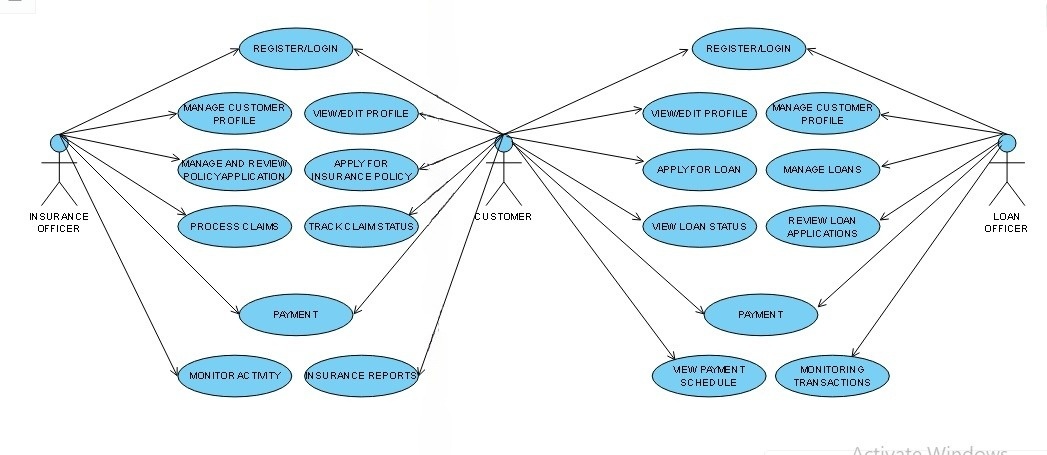 REGISTER/LOGIN
REGISTER/LOGIN
MANAGE CUSTOMER
PROFILE
VIEW/EDIT PROFILE
VIEW/EDIT PROFILE
MANAGE CUSTOMER
PROFILE
MANAGE AND REVIEW
POLICY APPLICATION
APPLY FOR
INSURANCE POLICY
APPLY FOR LOAN
MANAGE LOANS
INSURANCE
OFFICER
PROCESS CLAIMS
TRACK CLAIM STATUS
CUSTOMER
VIEW LOAN STATUS
REVIEW LOAN
APPLICATIONS
LOAN
OFFICER
PAYMENT
PAYMENT
MONITOR ACTIVITY
INSURANCE REPORTS
VIEW PAYMENT
SCHEDULE
MONITORING
TRANSACTIONS
Activate Windows